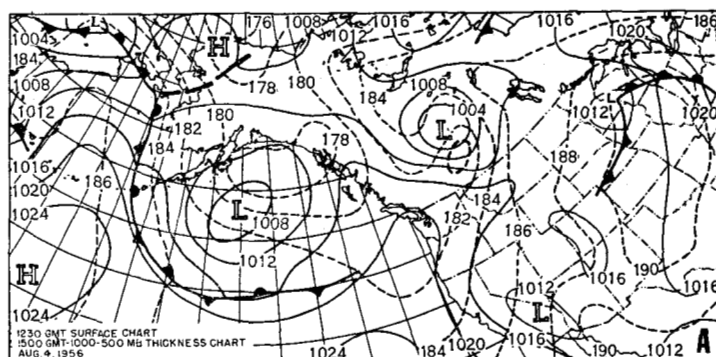 L 176 1008 1016 1016 1020 186
1004 H 1012
184 178 180 1008
1008 184 1004
1012 182 180 1012 1020
184 178 L
1016 188
186
1020 L 182 184
1024 1008 186
1012 190
H 1012 1016 1016
1024 L
1230 GMT SURFACE CHART
1500 GMT-1000-500 Mb THICKNESS CHART
AUG. 4, 1956
1024 184 1020 1016 190 1012 A